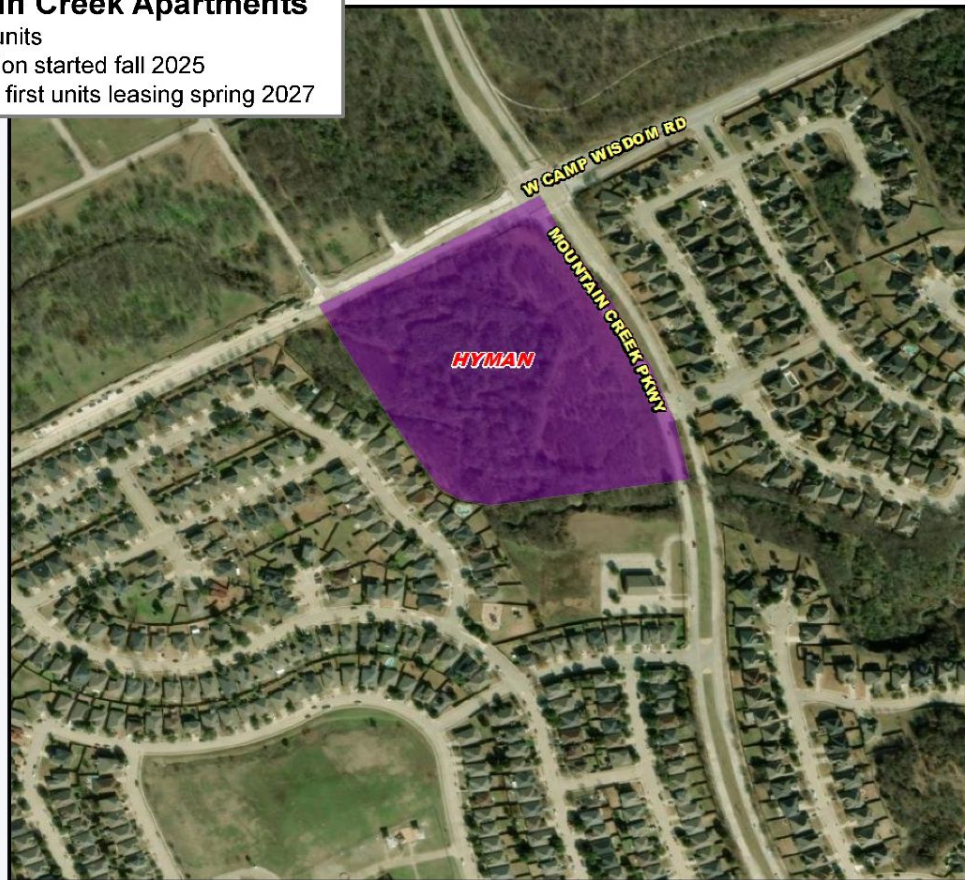 in Creek Apartments
units
on started fall 2025
first units leasing spring 2027
W CAMP WISDOM RD
MOUNTAIN CREEK PKWY
HYMAN